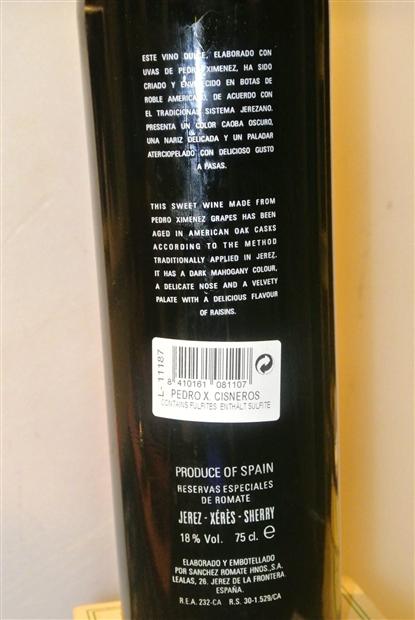 ESTE VINO DULCE, ELABORADO CON
UVAS DE PEDRO XIMENEZ, HA SIDO
CRIADO Y ENVEJECIDO EN BOTAS DE
ROBLE AMERICANO, DE ACUERDO CON
EL TRADICIONAL SISTEMA JEREZANO.
PRESENTA UN COLOR CAOBA OSCURO,
UNA NARIZ DELICADA Y UN PALADAR
ATERCIOPELADO CON DELICIOSO GUSTO
A PASAS.
THIS SWEET WINE MADE FROM
PEDRO XIMENEZ GRAPES HAS BEEN
AGED IN AMERICAN OAK CASKS
ACCORDING TO THE METHOD
TRADITIONALLY APPLIED IN JEREZ.
IT HAS A DARK MAHOGANY COLOUR,
A DELICATE NOSE AND A VELVETY
PALATE WITH A DELICIOUS FLAVOUR
OF RAISINS.
L-11187
8 410161 081107
PEDRO X. CISNEROS
CONTAINS FULFITES ENTHÄLT SULFITE
PRODUCE OF SPAIN
RESERVAS ESPECIALES
DE ROMATE
JEREZ - XÉRÈS - SHERRY
18% Vol. 75 cl. e
ELABORADO Y EMBOTELLADO
POR SANCHEZ ROMATE HNOS., S.A.
LEALAS, 26. JEREZ DE LA FRONTERA
ESPAÑA.
R.E.A. 232-CA R.S. 30-1.529/CA